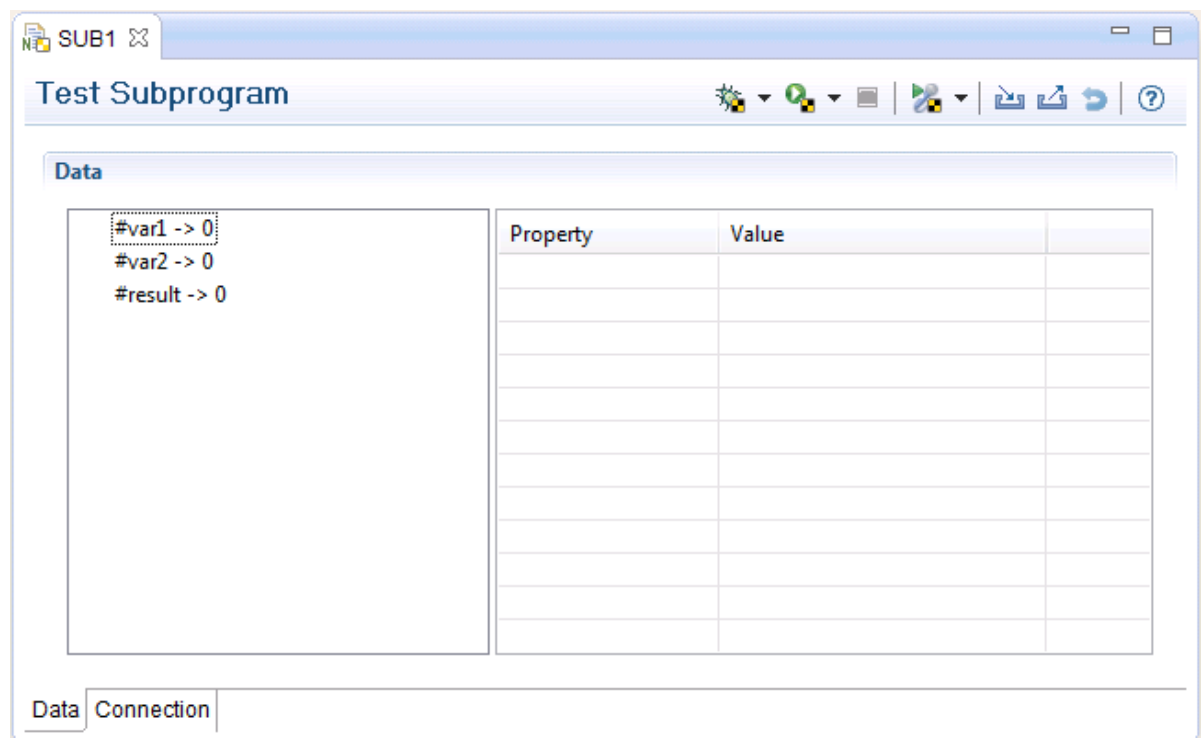 SUB1
Test Subprogram
Data
#var1 -> 0
#var2 -> 0
#result -> 0
Property Value
Data Connection